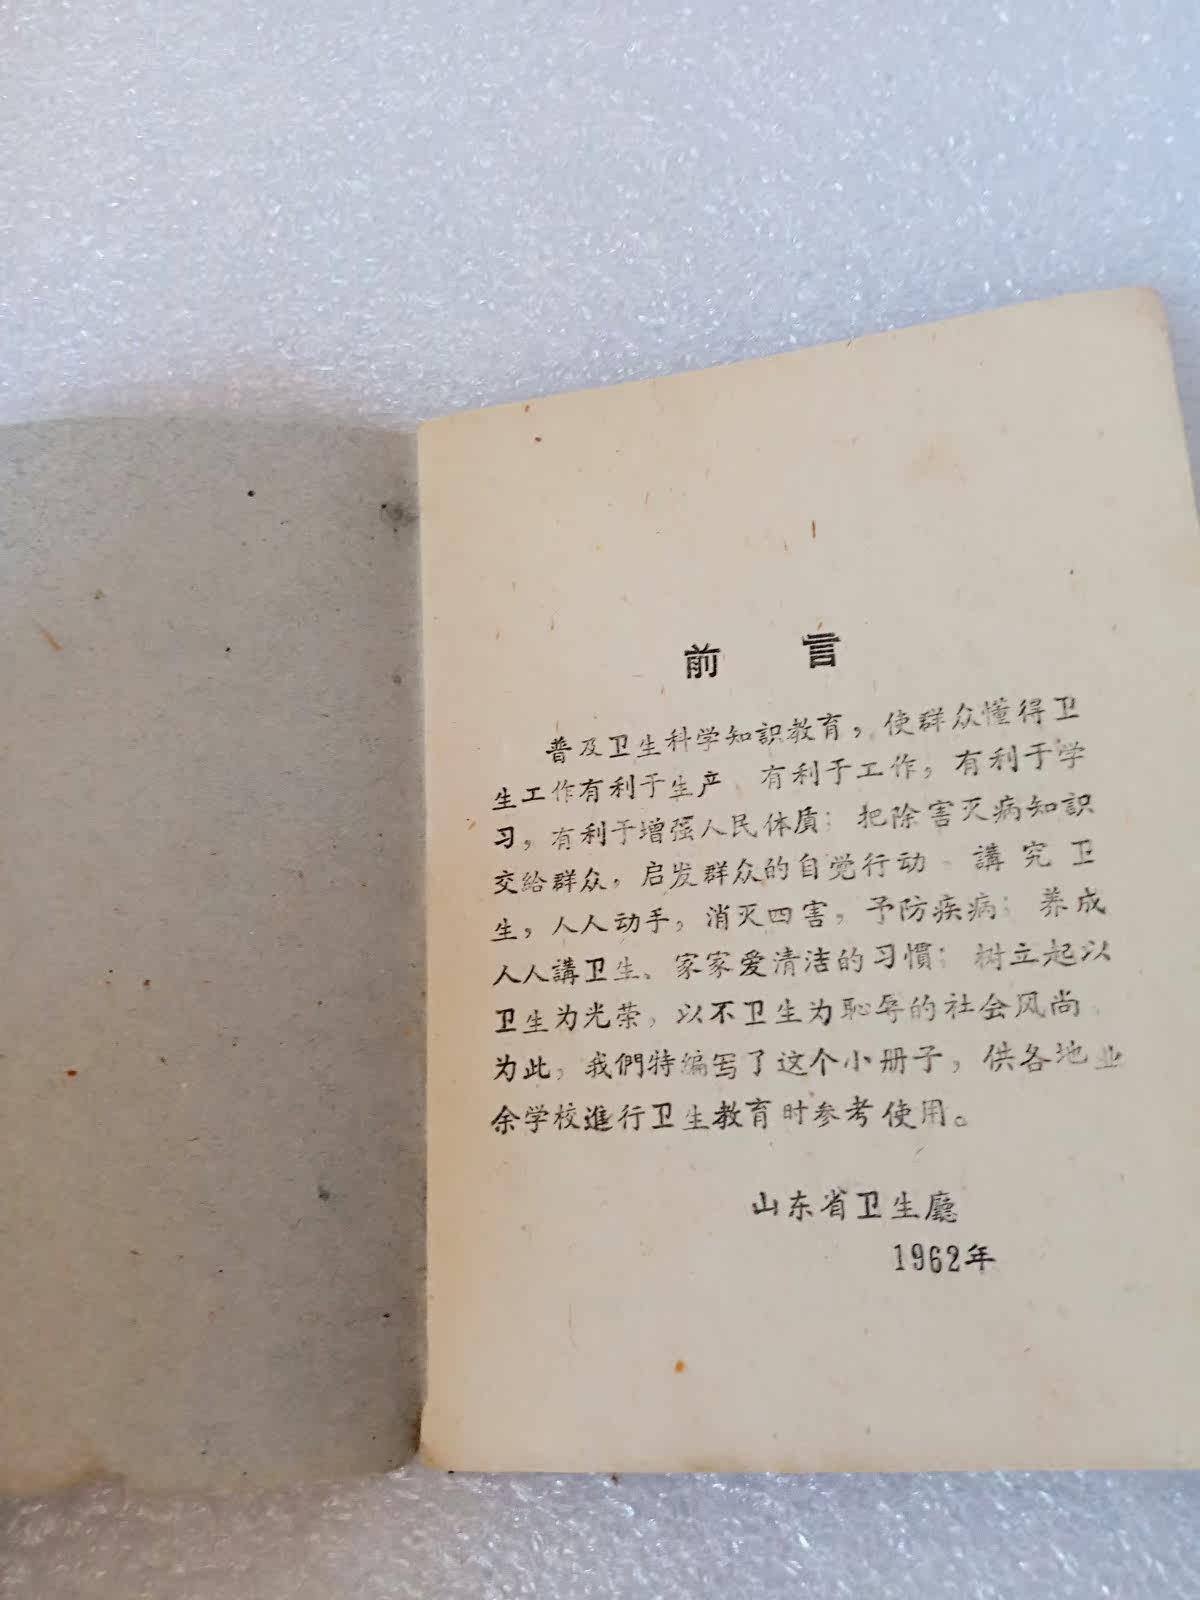 前言
普及卫生科学知識教育，使群众懂得卫
生工作有利于生产、有利于工作，有利于学
习，有利于增强人民体质；把除害灭病知識
交給群众，启发群众的自觉行动、講究卫
生，人人动手，消灭四害，予防疾病；养成
人人講卫生、家家爱清洁的习慣；树立起以
卫生为光荣，以不卫生为恥辱的社会风尚。
为此，我們特編写了这个小册子，供各地业
余学校進行卫生教育时参考使用。
山东省卫生廳
1962年